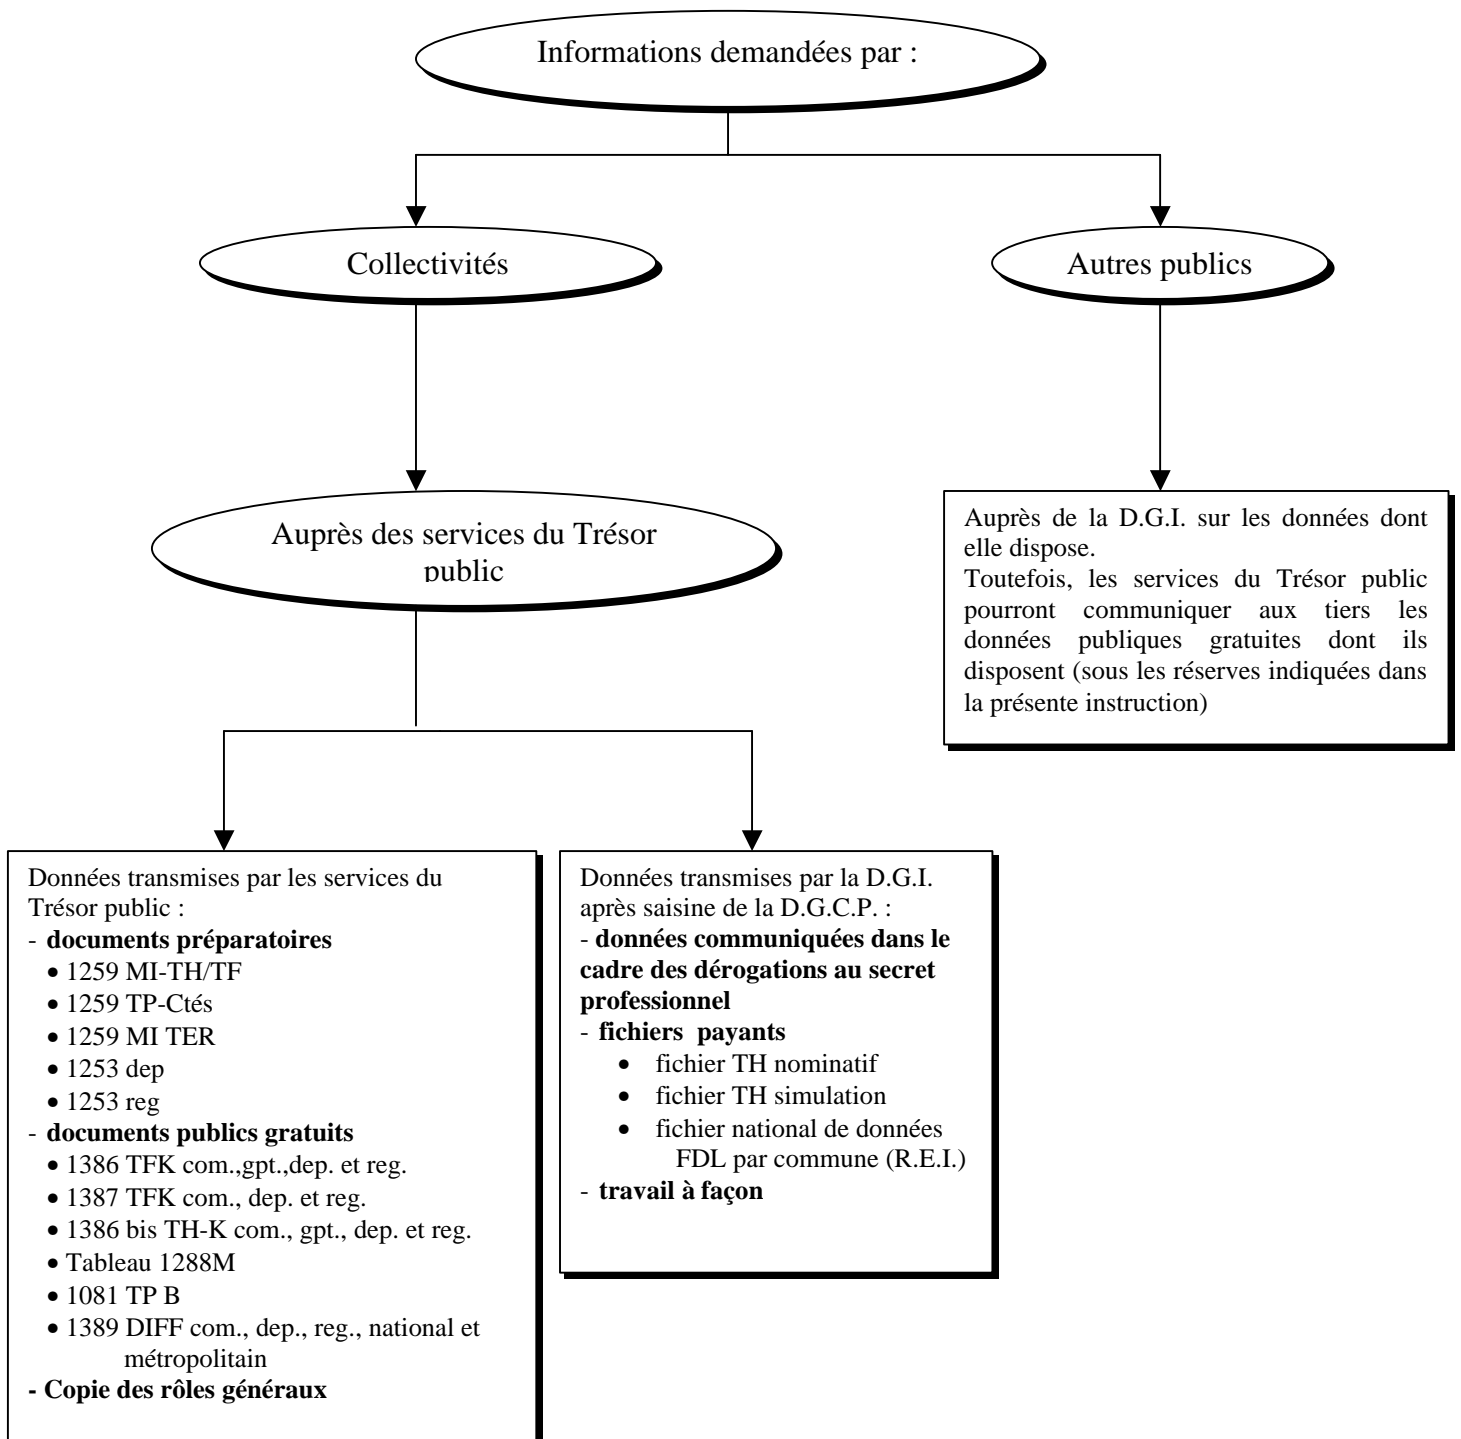 Informations demandées par :
Collectivités
Autres publics
Auprès des services du Trésor
public
Auprès de la D.G.I. sur les données dont
elle dispose.
Toutefois, les services du Trésor public
pourront communiquer aux tiers les
données publiques gratuites dont ils
disposent (sous les réserves indiquées dans
la présente instruction)
Données transmises par les services du
Trésor public :
- documents préparatoires
• 1259 MI-TH/TF
• 1259 TP-Ctés
• 1259 MI TER
• 1253 dep
• 1253 reg
- documents publics gratuits
• 1386 TFK com.,gpt.,dep. et reg.
• 1387 TFK com., dep. et reg.
• 1386 bis TH-K com., gpt., dep. et reg.
• Tableau 1288M
• 1081 TP B
• 1389 DIFF com., dep., reg., national et
métropolitain
- Copie des rôles généraux
Données transmises par la D.G.I.
après saisine de la D.G.C.P. :
- données communiquées dans le
cadre des dérogations au secret
professionnel
- fichiers payants
• fichier TH nominatif
• fichier TH simulation
• fichier national de données
FDL par commune (R.E.I.)
- travail à façon